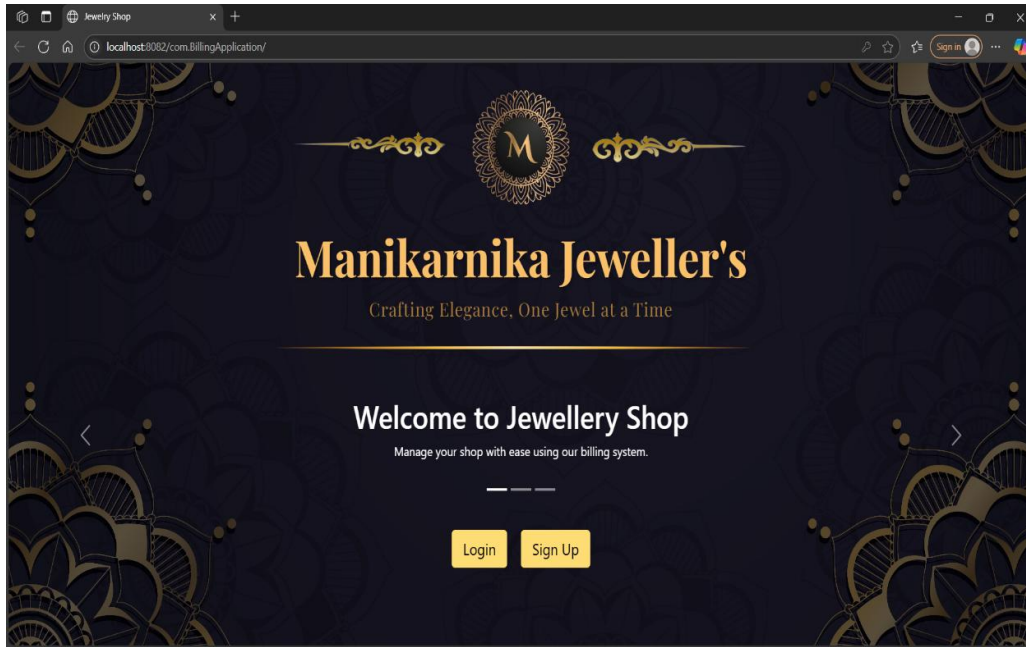 Jewelry Shop
localhost:8082/com.BillingApplication/
Sign in
M
Manikarnika Jeweller's
Crafting Elegance, One Jewel at a Time
Welcome to Jewellery Shop
Manage your shop with ease using our billing system.
Login
Sign Up